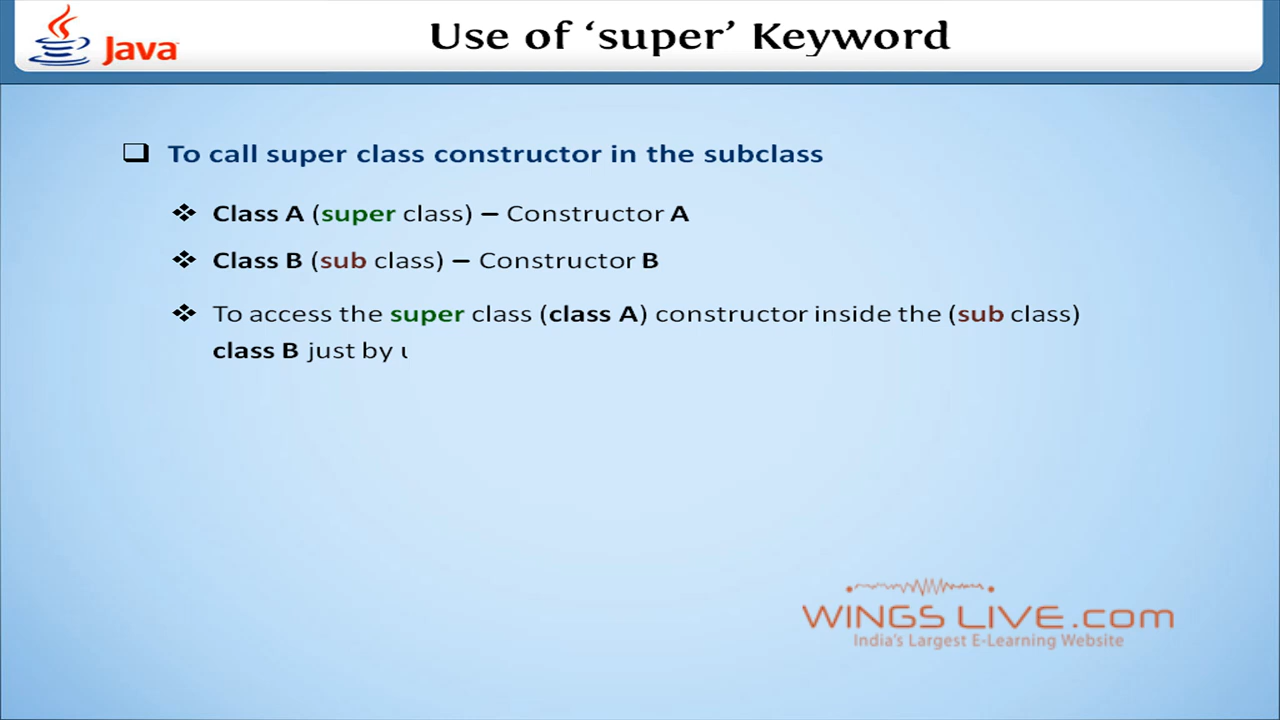 Java
Use of ‘super’ Keyword
To call super class constructor in the subclass
Class A (super class) – Constructor A
Class B (sub class) – Constructor B
To access the super class (class A) constructor inside the (sub class)
class B just by
WINGS LIVE.com
India's Largest E-Learning Website